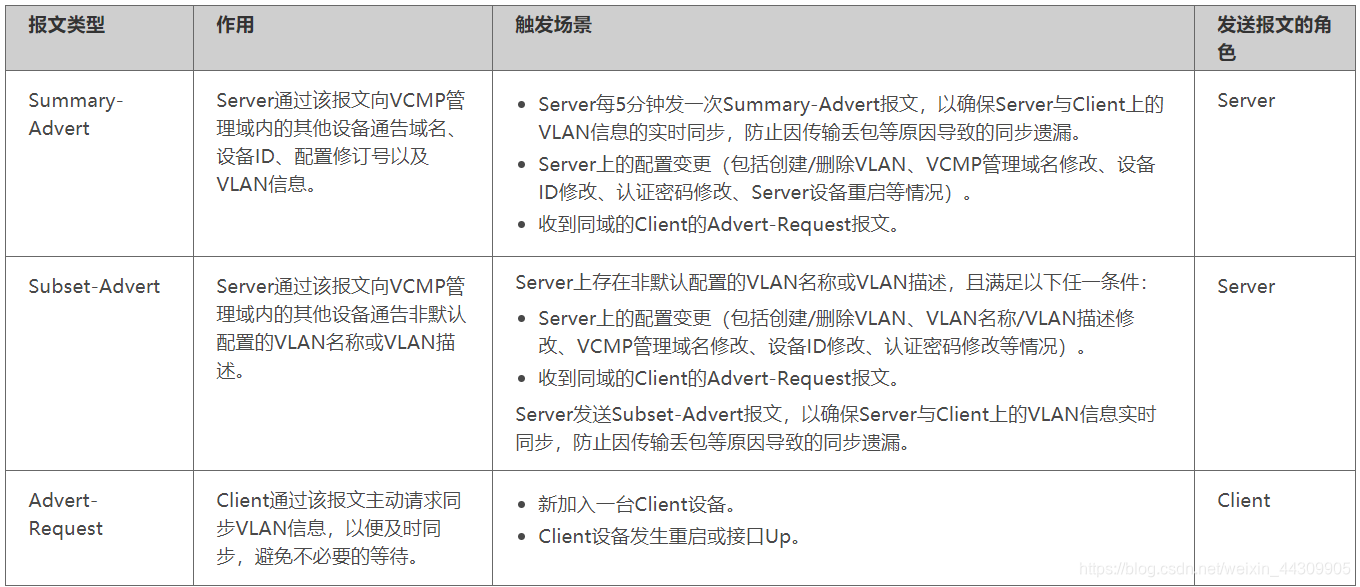 报文类型
作用
触发场景
发送报文的角
色
Summary-
Advert
Server通过该报文向VCMP管
理域内的其他设备通告域名、
设备ID、配置修订号以及
VLAN信息。
Server每5分钟发一次Summary-Advert报文，以确保Server与Client上的
VLAN信息的实时同步，防止因传输丢包等原因导致的同步遗漏。
Server上的配置变更（包括创建/删除VLAN、VCMP管理域名修改、设备
ID修改、认证密码修改、Server设备重启等情况）。
收到同域的Client的Advert-Request报文。
Server
Subset-Advert
Server通过该报文向VCMP管
理域内的其他设备通告非默认
配置的VLAN名称或VLAN描
述。
Server上存在非默认配置的VLAN名称或VLAN描述，且满足以下任一条件：
Server上的配置变更（包括创建/删除VLAN、VLAN名称/VLAN描述修
改、VCMP管理域名修改、设备ID修改、认证密码修改等情况）。
收到同域的Client的Advert-Request报文。
Server发送Subset-Advert报文，以确保Server与Client上的VLAN信息实时
同步，防止因传输丢包等原因导致的同步遗漏。
Server
Advert-
Request
Client通过该报文主动请求同
步VLAN信息，以便及时同
步，避免不必要的等待。
新加入一台Client设备。
Client设备发生重启或接口Up。
Client
https://blog.csdn.net/weixin_44309905